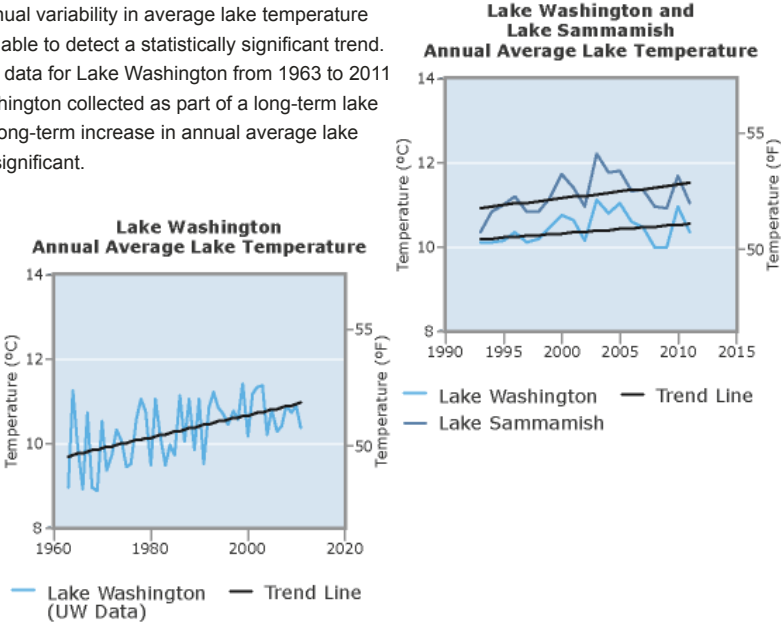 nual variability in average lake temperature
able to detect a statistically significant trend.
data for Lake Washington from 1963 to 2011
hington collected as part of a long-term lake
ong-term increase in annual average lake
significant.
Lake Washington
Annual Average Lake Temperature
14
12
10
8
Temperature (ºC)
55
50
Temperature (ºF)
1960 1980 2000 2020
Lake Washington
(UW Data)
Trend Line
Lake Washington and
Lake Sammamish
Annual Average Lake Temperature
14
12
10
8
Temperature (ºC)
55
50
Temperature (ºF)
1990 1995 2000 2005 2010 2015
Lake Washington Trend Line
Lake Sammamish